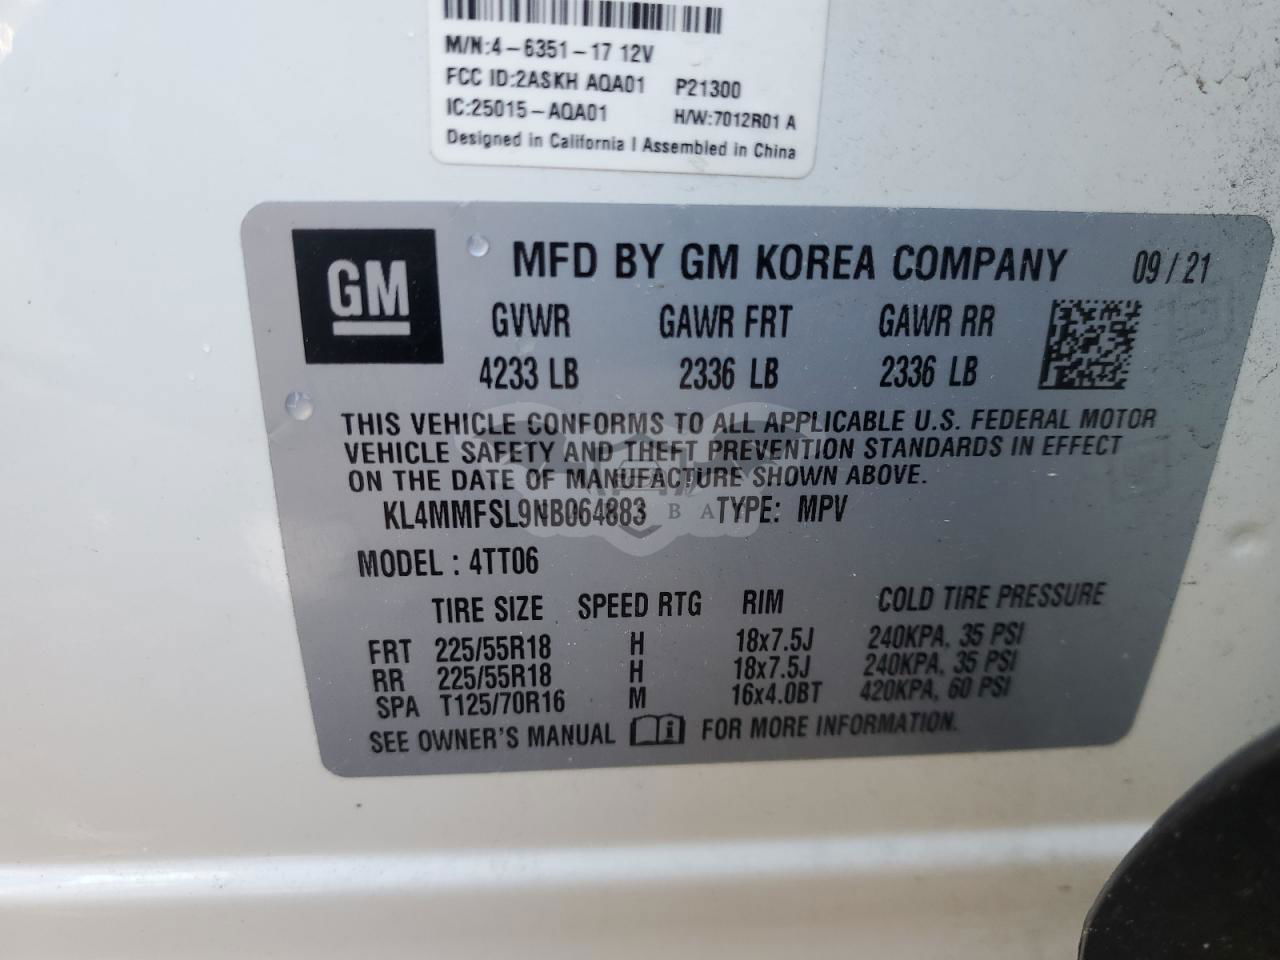 M/N:4-6351-17 12V
FCC ID:2ASKH AQA01 P21300
IC:25015-AQA01 H/W:7012R01 A
Designed in California I Assembled in China
GM MFD BY GM KOREA COMPANY 09/21
GVWR GAWR FRT GAWR RR
4233 LB 2336 LB 2336 LB
THIS VEHICLE CONFORMS TO ALL APPLICABLE U.S. FEDERAL MOTOR
VEHICLE SAFETY AND THEFT PREVENTION STANDARDS IN EFFECT
ON THE DATE OF MANUFACTURE SHOWN ABOVE.
KL4MMFSL9NB064883 TYPE: MPV
MODEL : 4TT06
TIRE SIZE SPEED RTG RIM COLD TIRE PRESSURE
FRT 225/55R18 H 18x7.5J 240KPA, 35 PSI
RR 225/55R18 H 18x7.5J 240KPA, 35 PSI
SPA T125/70R16 M 16x4.0BT 420KPA, 60 PSI
SEE OWNER'S MANUAL FOR MORE INFORMATION.